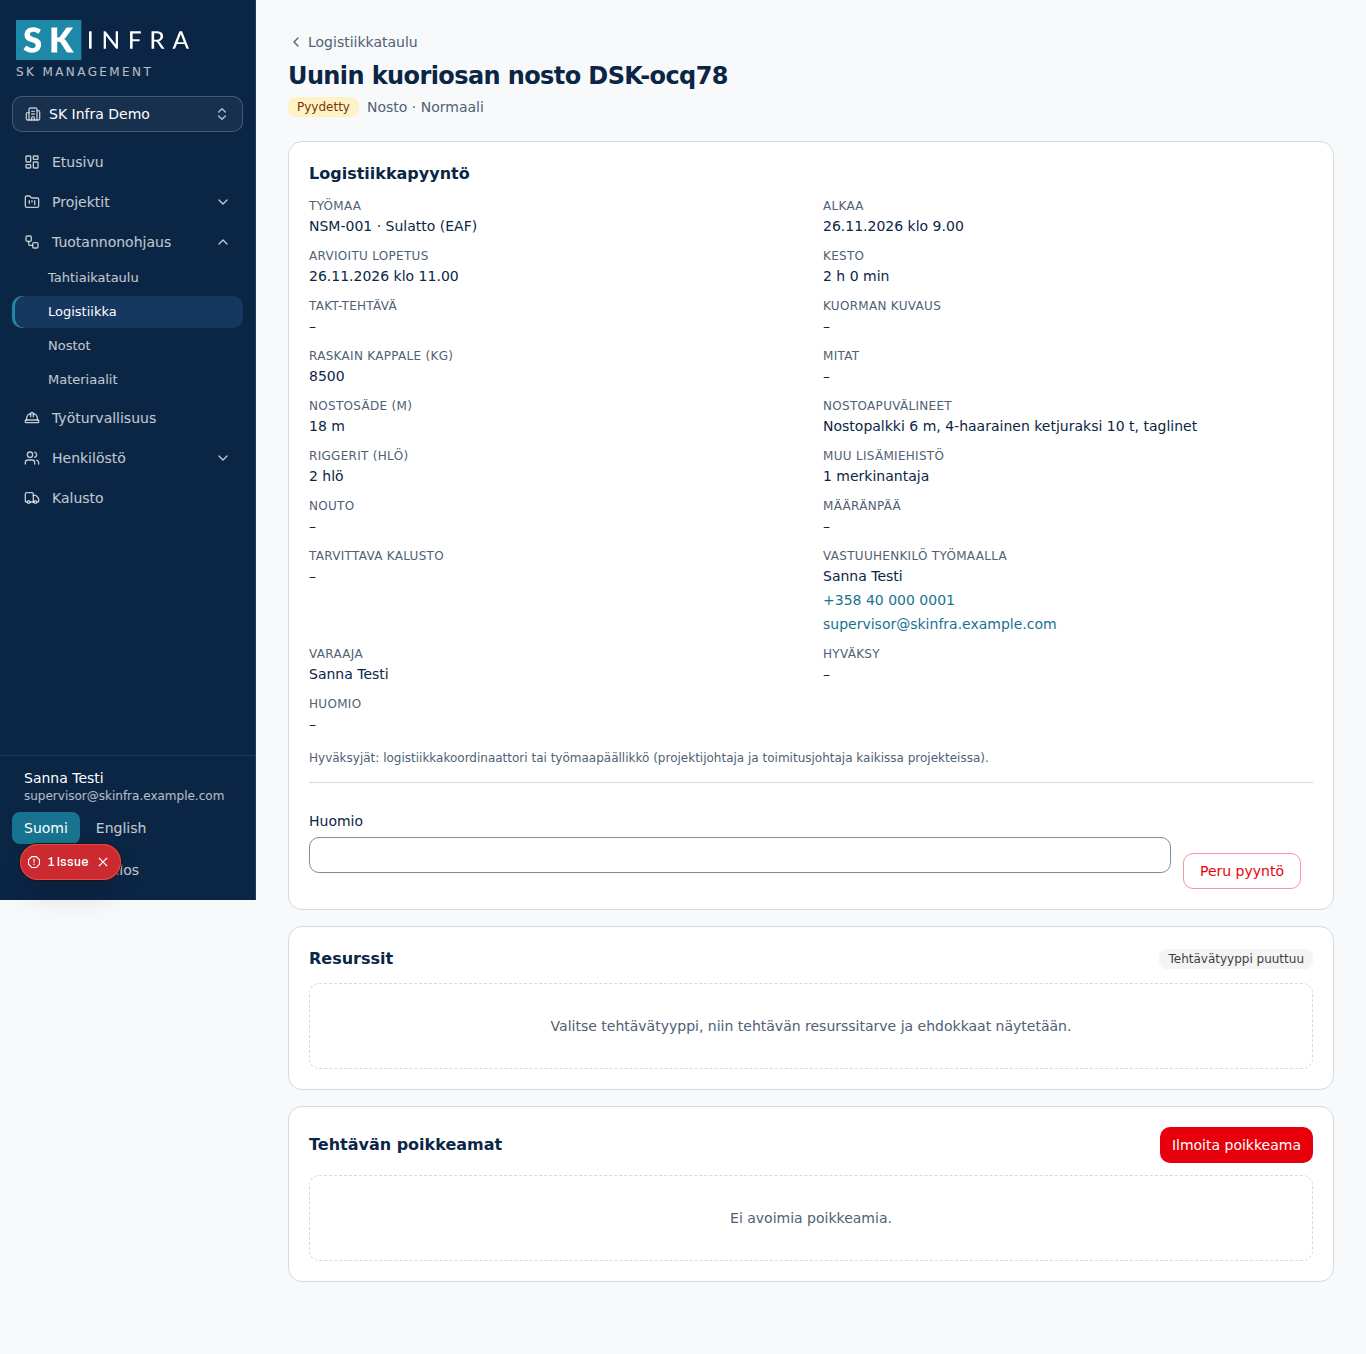 SK INFRA
SK MANAGEMENT
SK Infra Demo
Etusivu
Projektit
Tuotannonohjaus
Tahtiaikataulu
Logistiikka
Nostot
Materiaalit
Työturvallisuus
Henkilöstö
Kalusto
Sanna Testi
supervisor@skinfra.example.com
Suomi English
1 Issue
ios
Logistiikkataulu
Uunin kuoriosan nosto DSK-ocq78
Pyydetty Nosto · Normaali
Logistiikkapyyntö
TYÖMAA
NSM-001 · Sulatto (EAF)
ALKAA
26.11.2026 klo 9.00
ARVIOITU LOPETUS
26.11.2026 klo 11.00
KESTO
2 h 0 min
TAKT-TEHTÄVÄ
–
KUORMAN KUVAUS
–
RASKAIN KAPPALE (KG)
8500
MITAT
–
NOSTOSÄDE (M)
18 m
NOSTOAPUVÄLINEET
Nostopalkki 6 m, 4-haarainen ketjuraksi 10 t, taglinet
RIGGERIT (HLÖ)
2 hlö
MUU LISÄMIEHISTÖ
1 merkinantaja
NOUTO
–
MÄÄRÄNPÄÄ
–
TARVITTAVA KALUSTO
–
VASTUUHENKILÖ TYÖMAALLA
Sanna Testi
+358 40 000 0001
supervisor@skinfra.example.com
VARAAJA
Sanna Testi
HYVÄKSY
–
HUOMIO
–
Hyväksyjät: logistiikkakoordinaattori tai työmaapäällikkö (projektijohtaja ja toimitusjohtaja kaikissa projekteissa).
Huomio
Peru pyyntö
Resurssit
Tehtävätyyppi puuttuu
Valitse tehtävätyyppi, niin tehtävän resurssitarve ja ehdokkaat näytetään.
Tehtävän poikkeamat
Ilmoita poikkeama
Ei avoimia poikkeamia.